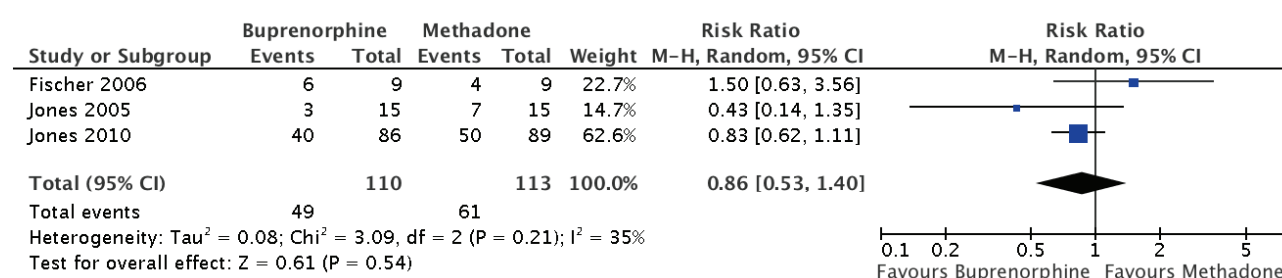 Buprenorphine Methadone Risk Ratio Risk Ratio
Study or Subgroup Events Total Events Total Weight M-H, Random, 95% CI M-H, Random, 95% CI
Fischer 2006 6 9 4 9 22.7% 1.50 [0.63, 3.56]
Jones 2005 3 15 7 15 14.7% 0.43 [0.14, 1.35]
Jones 2010 40 86 50 89 62.6% 0.83 [0.62, 1.11]
Total (95% CI) 110 113 100.0% 0.86 [0.53, 1.40]
Total events 49 61
Heterogeneity: Tau² = 0.08; Chi² = 3.09, df = 2 (P = 0.21); I² = 35%
Test for overall effect: Z = 0.61 (P = 0.54)
0.1 0.2 0.5 1 2 5
Favours Buprenorphine Favours Methadone